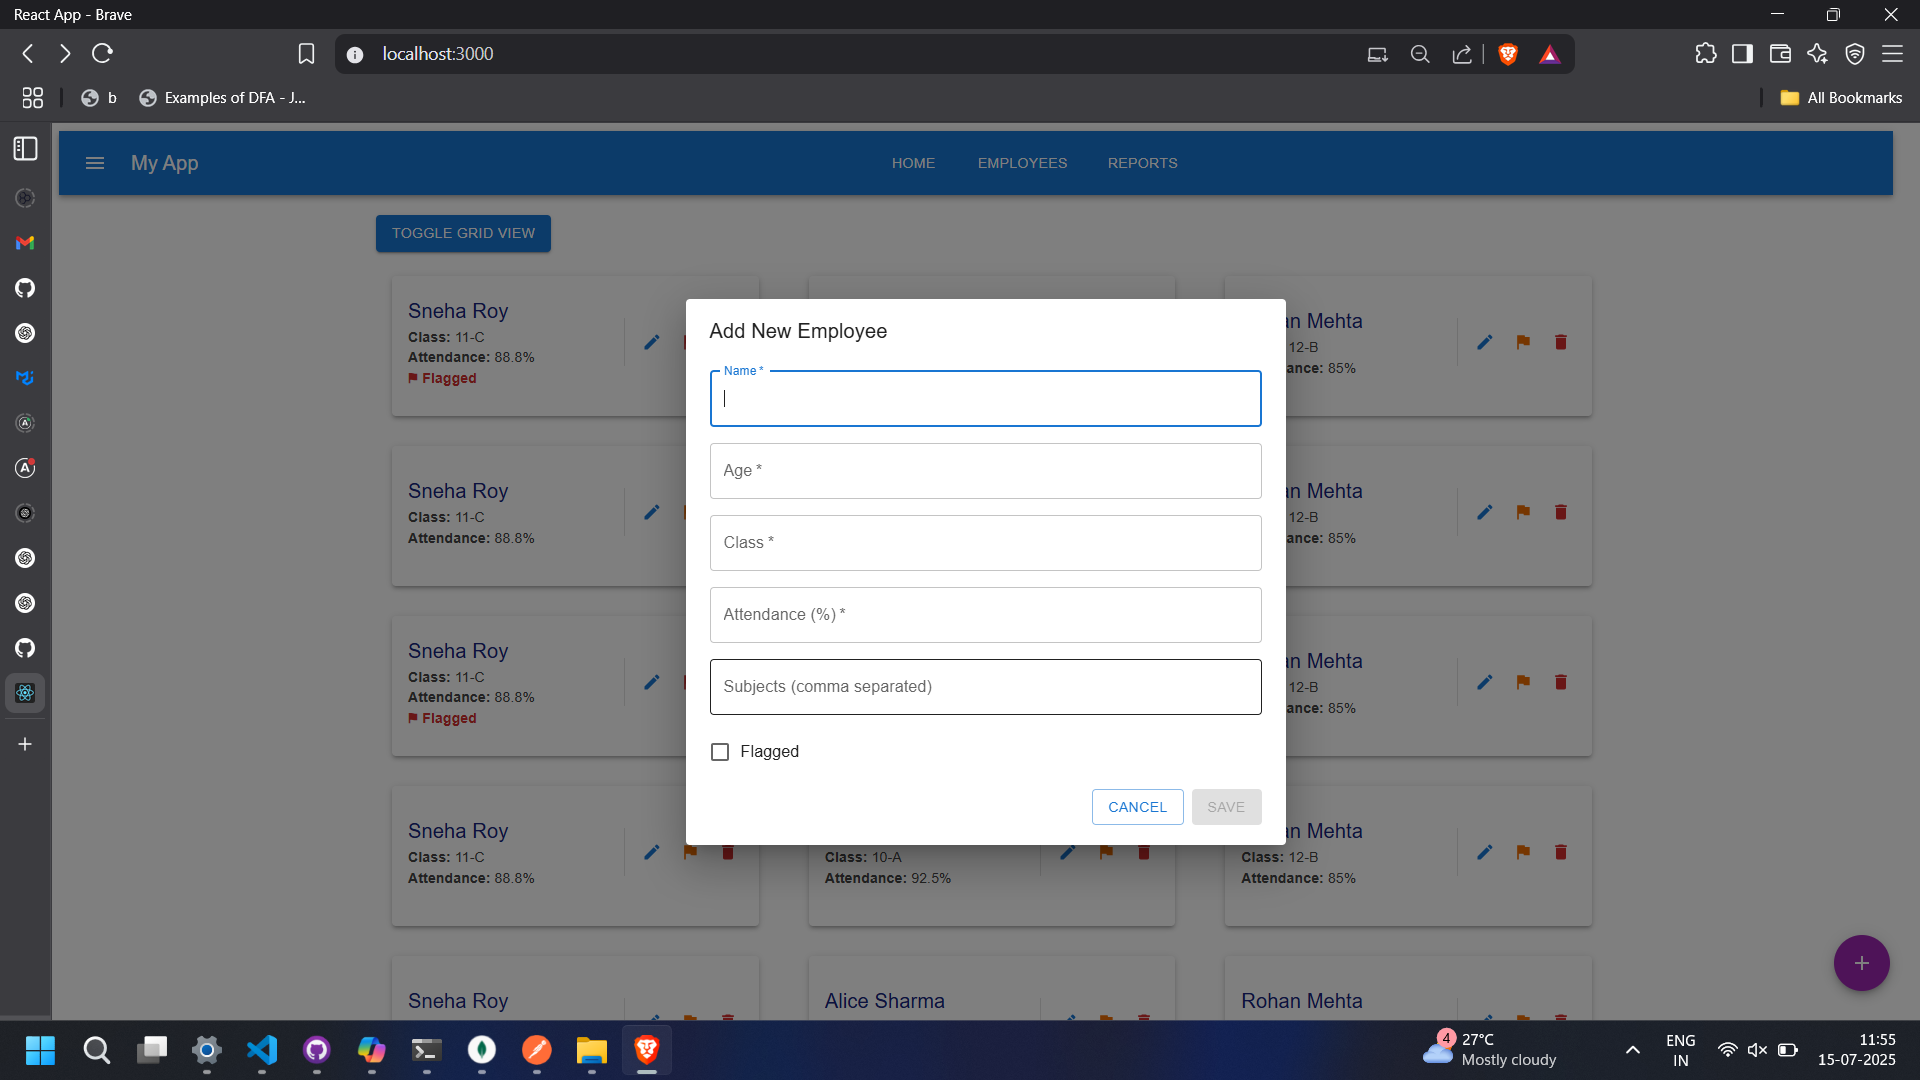 React App - Brave
localhost:3000
b
Examples of DFA - J...
All Bookmarks
My App
HOME
EMPLOYEES
REPORTS
TOGGLE GRID VIEW
Sneha Roy
Class: 11-C
Attendance: 88.8%
Flagged
an Mehta
12-B
ance: 85%
Sneha Roy
Class: 11-C
Attendance: 88.8%
an Mehta
12-B
ance: 85%
Sneha Roy
Class: 11-C
Attendance: 88.8%
Flagged
an Mehta
12-B
ance: 85%
Sneha Roy
Class: 11-C
Attendance: 88.8%
Class: 10-A
Attendance: 92.5%
an Mehta
Class: 12-B
Attendance: 85%
Sneha Roy
Alice Sharma
Rohan Mehta
Add New Employee
Name *
Age *
Class *
Attendance (%) *
Subjects (comma separated)
Flagged
CANCEL
SAVE
+
4
27°C
Mostly cloudy
ENG
IN
11:55
15-07-2025